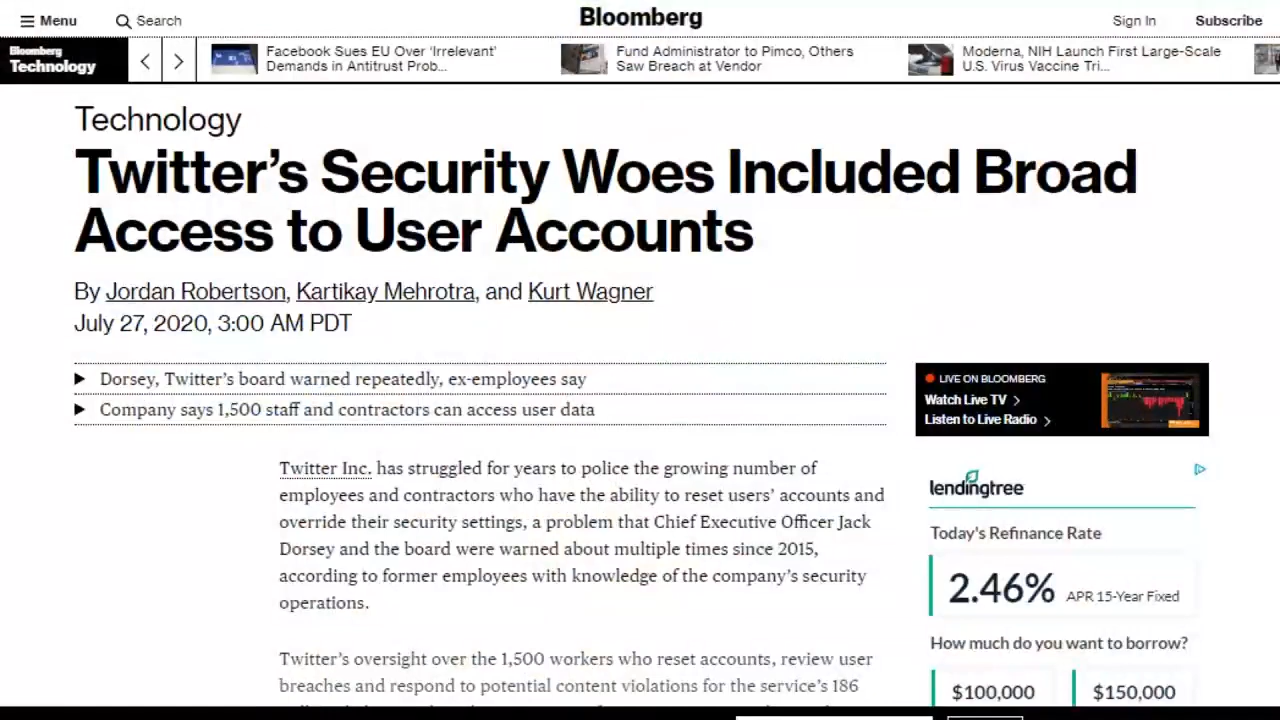 Menu
Search
Bloomberg
Sign In
Subscribe
Bloomberg
Technology
Facebook Sues EU Over ‘Irrelevant’
Demands in Antitrust Prob...
Fund Administrator to Pimco, Others
Saw Breach at Vendor
Moderna, NIH Launch First Large-Scale
U.S. Virus Vaccine Tri...
Technology
Twitter’s Security Woes Included Broad
Access to User Accounts
By Jordan Robertson, Kartikay Mehrotra, and Kurt Wagner
July 27, 2020, 3:00 AM PDT
Dorsey, Twitter’s board warned repeatedly, ex-employees say
Company says 1,500 staff and contractors can access user data
Twitter Inc. has struggled for years to police the growing number of
employees and contractors who have the ability to reset users’ accounts and
override their security settings, a problem that Chief Executive Officer Jack
Dorsey and the board were warned about multiple times since 2015,
according to former employees with knowledge of the company’s security
operations.
Twitter’s oversight over the 1,500 workers who reset accounts, review user
breaches and respond to potential content violations for the service’s 186
LIVE ON BLOOMBERG
Watch Live TV
Listen to Live Radio
lendingtree
Today's Refinance Rate
2.46% APR 15-Year Fixed
How much do you want to borrow?
$100,000
$150,000